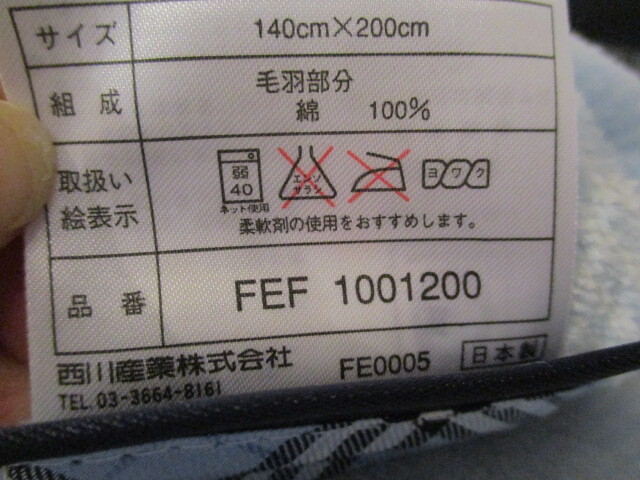 サイズ 140cm×200cm
組成 毛羽部分
綿 100%
取扱い
絵表示
弱
40
ネット使用
エンソ
サラシ
ヨワク
柔軟剤の使用をおすすめします。
品番 FEF 1001200
西川産業株式会社 FE0005 日本製
TEL.03-3664-8161